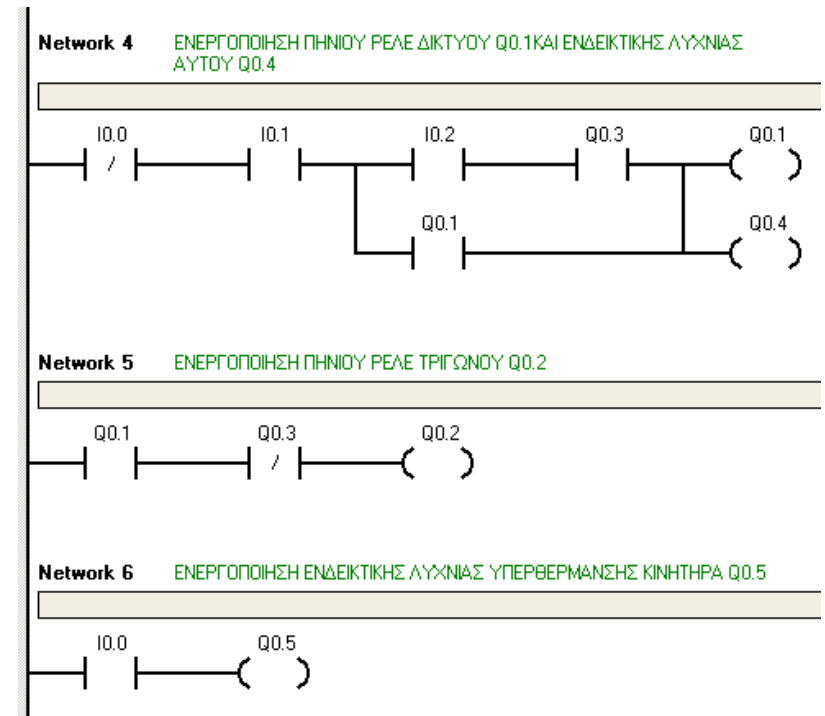 Network 4 ΕΝΕΡΓΟΠΟΙΗΣΗ ΠΗΝΙΟΥ ΡΕΛΕ ΔΙΚΤΥΟΥ Q0.1ΚΑΙ ΕΝΔΕΙΚΤΙΚΗΣ ΛΥΧΝΙΑΣ
ΑΥΤΟΥ Q0.4
I0.0 I0.1 I0.2 Q0.3 Q0.1
/
Q0.1 Q0.4
Network 5 ΕΝΕΡΓΟΠΟΙΗΣΗ ΠΗΝΙΟΥ ΡΕΛΕ ΤΡΙΓΩΝΟΥ Q0.2
Q0.1 Q0.3 Q0.2
/
Network 6 ΕΝΕΡΓΟΠΟΙΗΣΗ ΕΝΔΕΙΚΤΙΚΗΣ ΛΥΧΝΙΑΣ ΥΠΕΡΘΕΡΜΑΝΣΗΣ ΚΙΝΗΤΗΡΑ Q0.5
I0.0 Q0.5